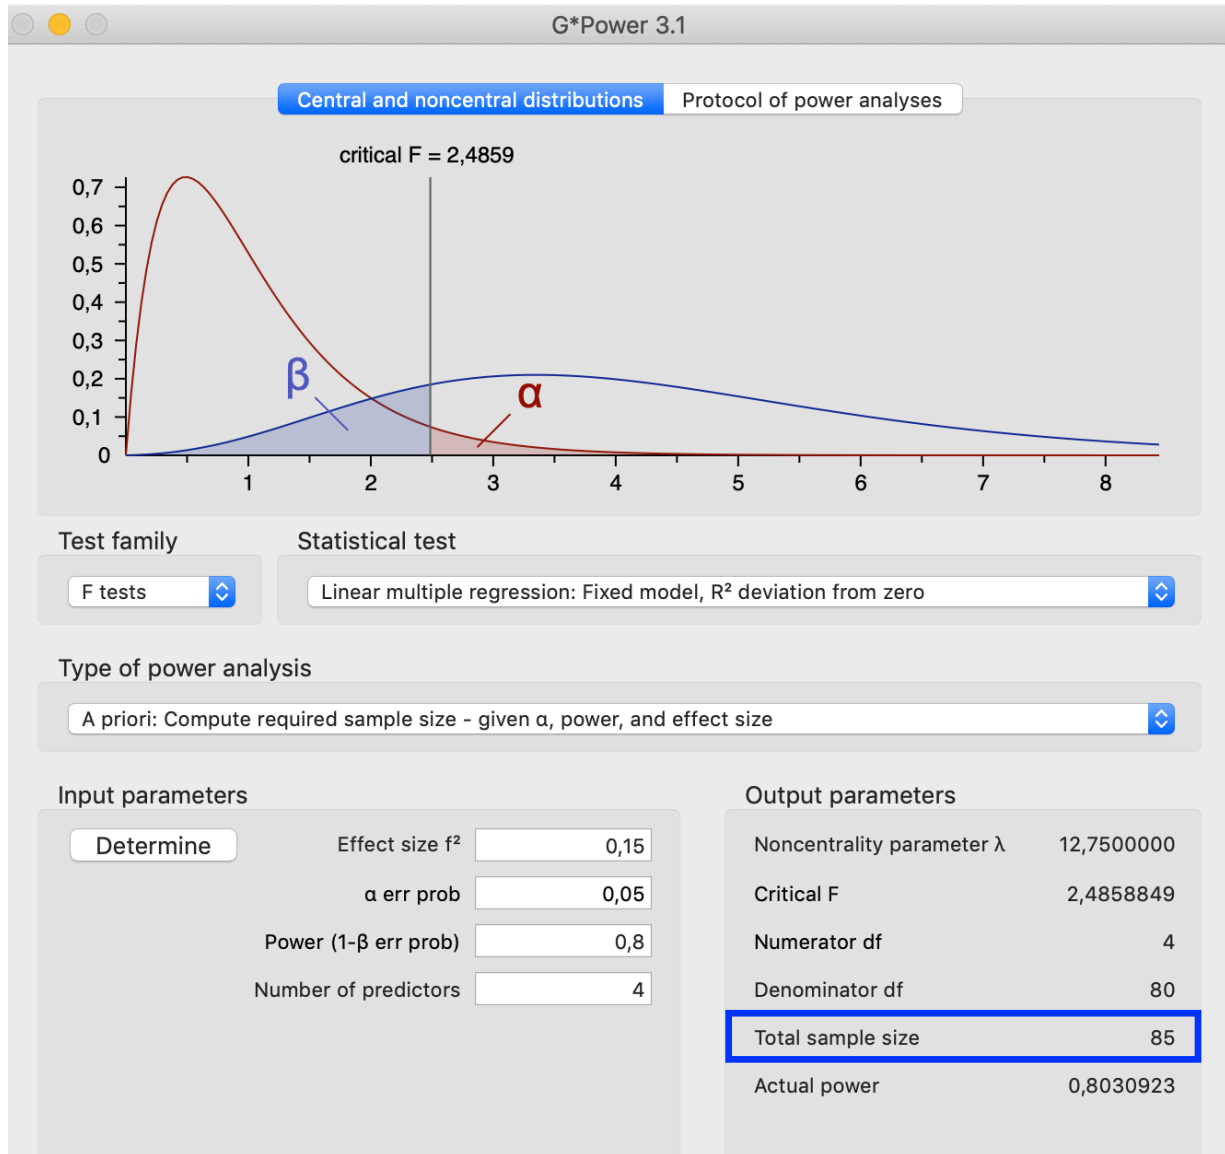 G*Power 3.1
Central and noncentral distributions
Protocol of power analyses
critical F = 2,4859
0,7
0,6
0,5
0,4
0,3
0,2
0,1
0
β
α
1 2 3 4 5 6 7 8
Test family
Statistical test
F tests
Linear multiple regression: Fixed model, R² deviation from zero
Type of power analysis
A priori: Compute required sample size - given α, power, and effect size
Input parameters
Determine
Effect size f² 0,15
α err prob 0,05
Power (1-β err prob) 0,8
Number of predictors 4
Output parameters
Noncentrality parameter λ 12,7500000
Critical F 2,4858849
Numerator df 4
Denominator df 80
Total sample size 85
Actual power 0,8030923